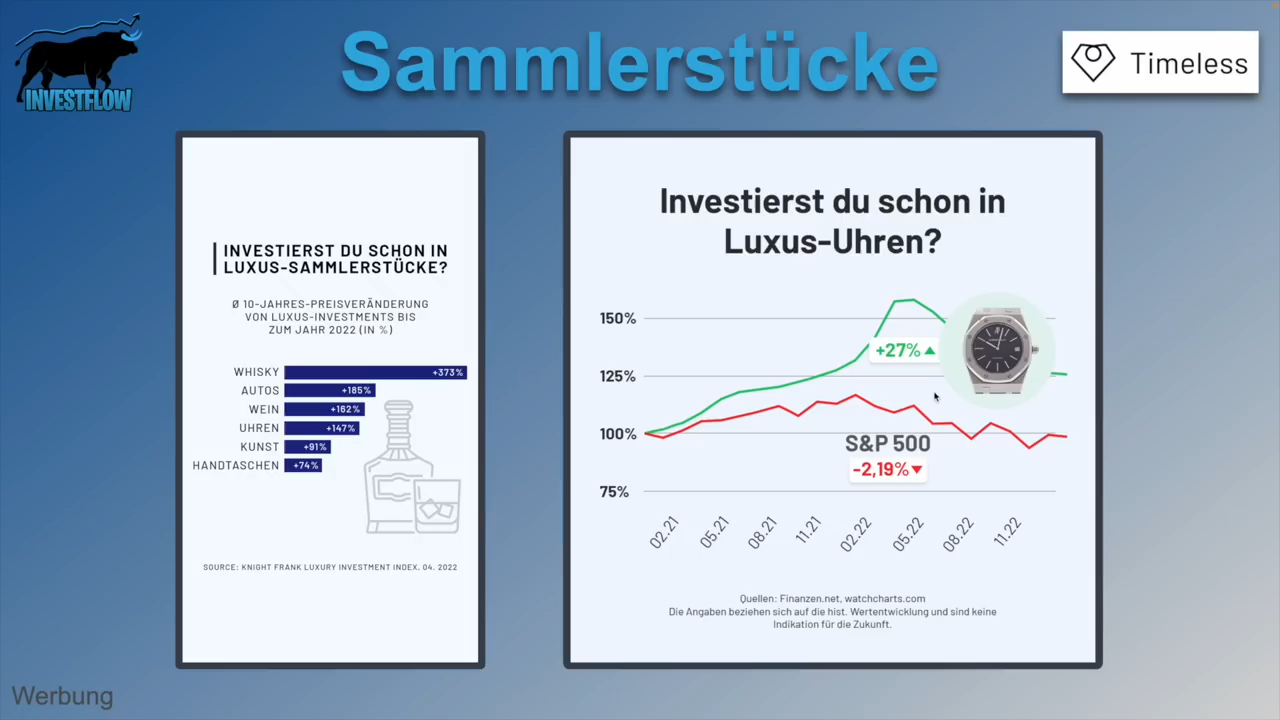 INVESTFLOW
Sammlerstücke
Timeless
INVESTIERST DU SCHON IN
LUXUS-SAMMLERSTÜCKE?
Ø 10-JAHRES-PREISVERÄNDERUNG
VON LUXUS-INVESTMENTS BIS
ZUM JAHR 2022 (IN %)
WHISKY +373%
AUTOS +185%
WEIN +162%
UHREN +147%
KUNST +91%
HANDTASCHEN +74%
SOURCE: KNIGHT FRANK LUXURY INVESTMENT INDEX, 04. 2022
Investierst du schon in
Luxus-Uhren?
150%
+27%
125%
100%
S&P 500
-2,19%
75%
02.21 05.21 08.21 11.21 02.22 05.22 08.22 11.22
Quellen: Finanzen.net, watchcharts.com
Die Angaben beziehen sich auf die hist. Wertentwicklung und sind keine
Indikation für die Zukunft.
Werbung